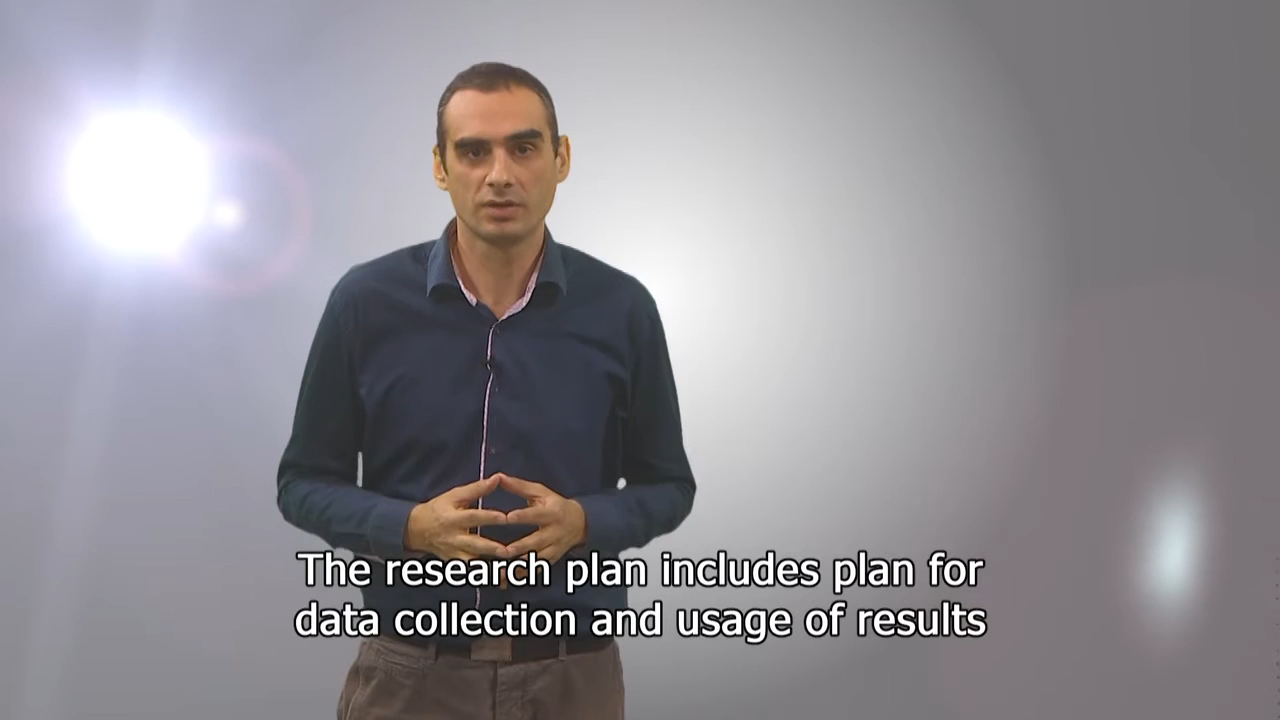 The research plan includes plan for
data collection and usage of results